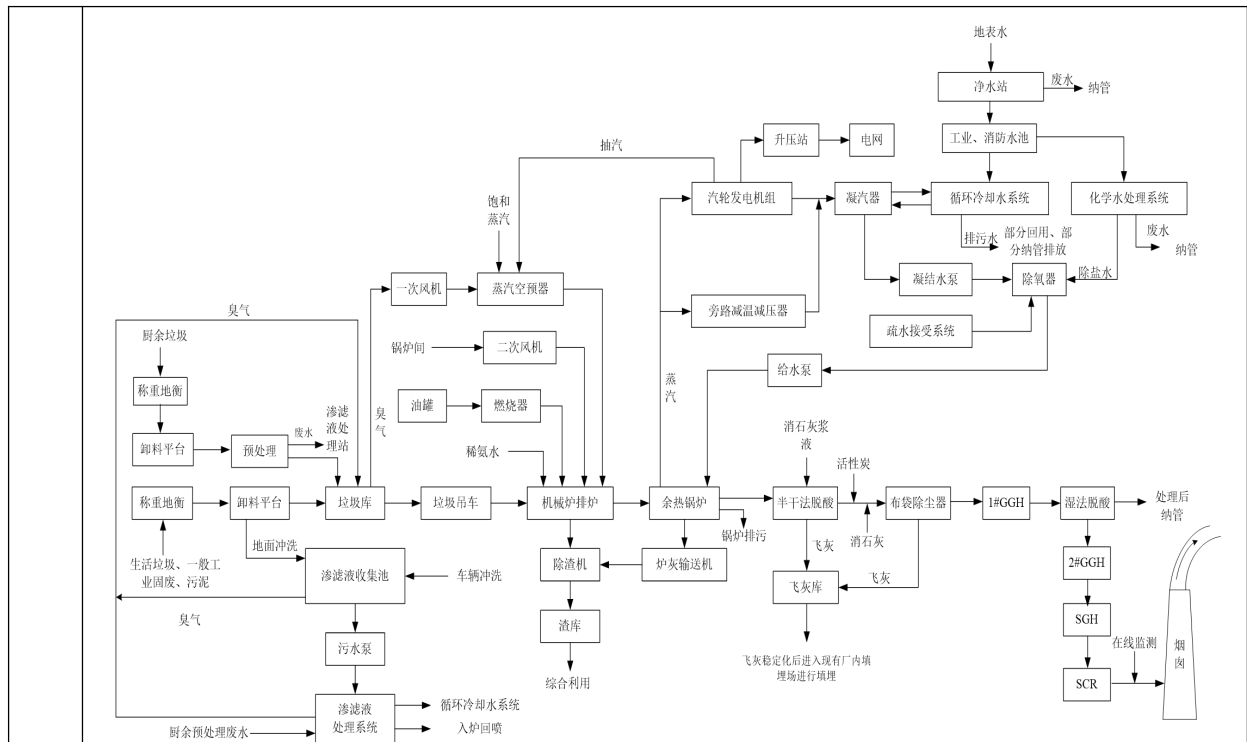 地表水
净水站
废水
纳管
升压站
电网
工业、消防水池
抽汽
汽轮发电机组
凝汽器
循环冷却水系统
化学水处理系统
饱和
蒸汽
排污水
部分回用、部
分纳管排放
废水
纳管
一次风机
蒸汽空预器
凝结水泵
除氧器
除盐水
旁路减温减压器
疏水接受系统
臭气
厨余垃圾
锅炉间
二次风机
给水泵
称重地衡
臭气
油罐
燃烧器
蒸汽
渗滤
液处
理站
废水
卸料平台
预处理
稀氨水
消石灰浆
液
活性炭
称重地衡
卸料平台
垃圾库
垃圾吊车
机械炉排炉
余热锅炉
半干法脱酸
布袋除尘器
1#GGH
湿法脱酸
处理后
纳管
地面冲洗
锅炉排污
消石灰
生活垃圾、一般工
业固废、污泥
渗滤液收集池
车辆冲洗
除渣机
炉灰输送机
飞灰
飞灰
飞灰库
2#GGH
臭气
渣库
SGH
污水泵
在线监测
烟囱
综合利用
飞灰稳定化后进入现有厂内填
埋场进行填埋
SCR
渗滤液
处理系统
循环冷却水系统
入炉回喷
厨余预处理废水